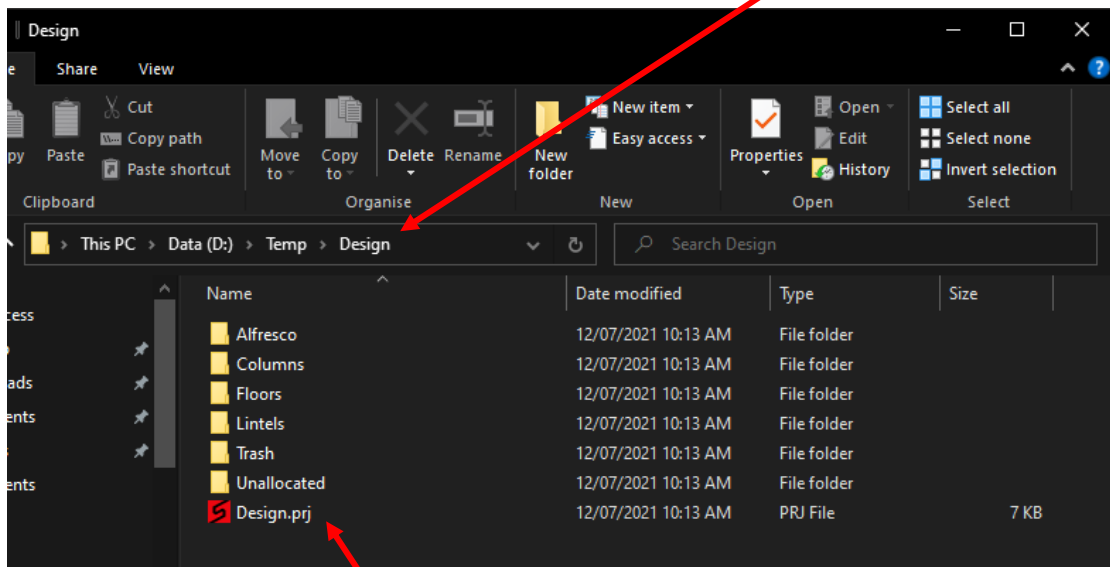 Design
e Share View
Cut
Copy path
Paste shortcut
py Paste
Move to
Copy to
Delete Rename
New folder
New item
Easy access
Properties
Open
Edit
History
Select all
Select none
Invert selection
Clipboard Organise New Open Select
This PC > Data (D:) > Temp > Design
Search Design
Name Date modified Type Size
cess
ads
ents
ents
Alfresco 12/07/2021 10:13 AM File folder
Columns 12/07/2021 10:13 AM File folder
Floors 12/07/2021 10:13 AM File folder
Lintels 12/07/2021 10:13 AM File folder
Trash 12/07/2021 10:13 AM File folder
Unallocated 12/07/2021 10:13 AM File folder
Design.prj 12/07/2021 10:13 AM PRJ File 7 KB